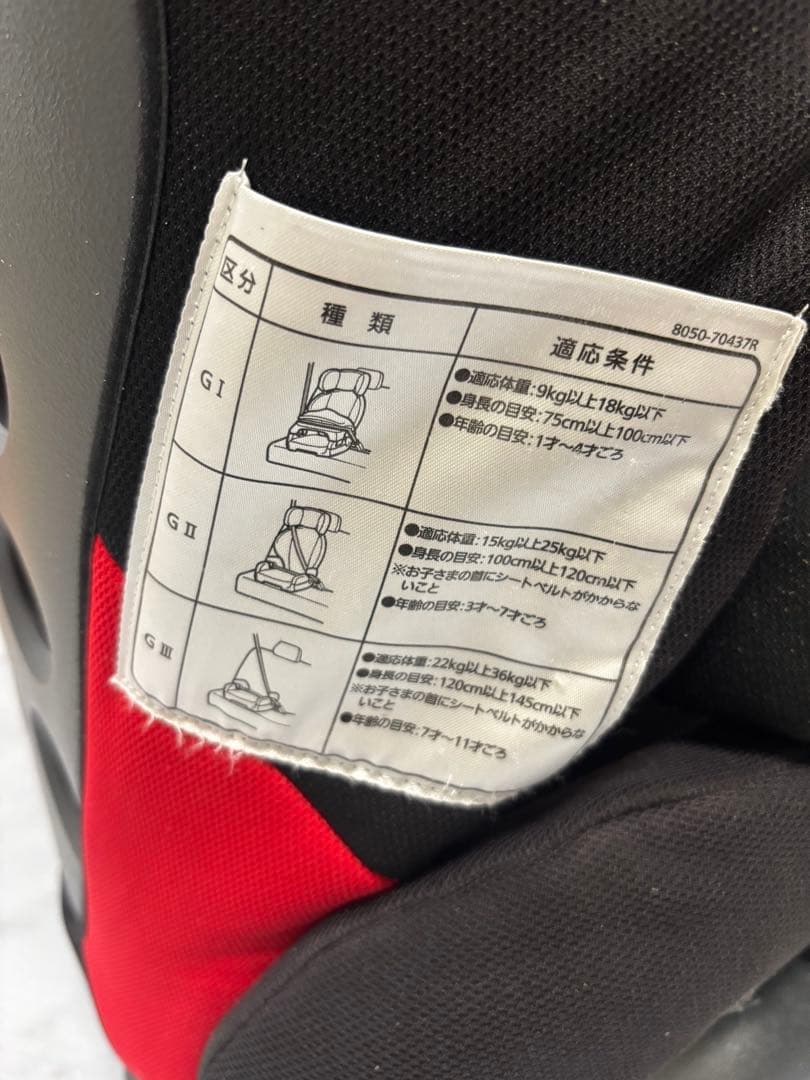 8050-70437R
区分
種類
適応条件
GⅠ
●適応体重:9kg以上18kg以下
●身長の目安:75cm以上100cm以下
●年齢の目安:1才〜4才ごろ
GⅡ
●適応体重:15kg以上25kg以下
●身長の目安:100cm以上120cm以下
※お子さまの首にシートベルトがかからな
いこと
●年齢の目安:3才〜7才ごろ
GⅢ
●適応体重:22kg以上36kg以下
●身長の目安:120cm以上145cm以下
※お子さまの首にシートベルトがかからな
いこと
●年齢の目安:7才〜11才ごろ